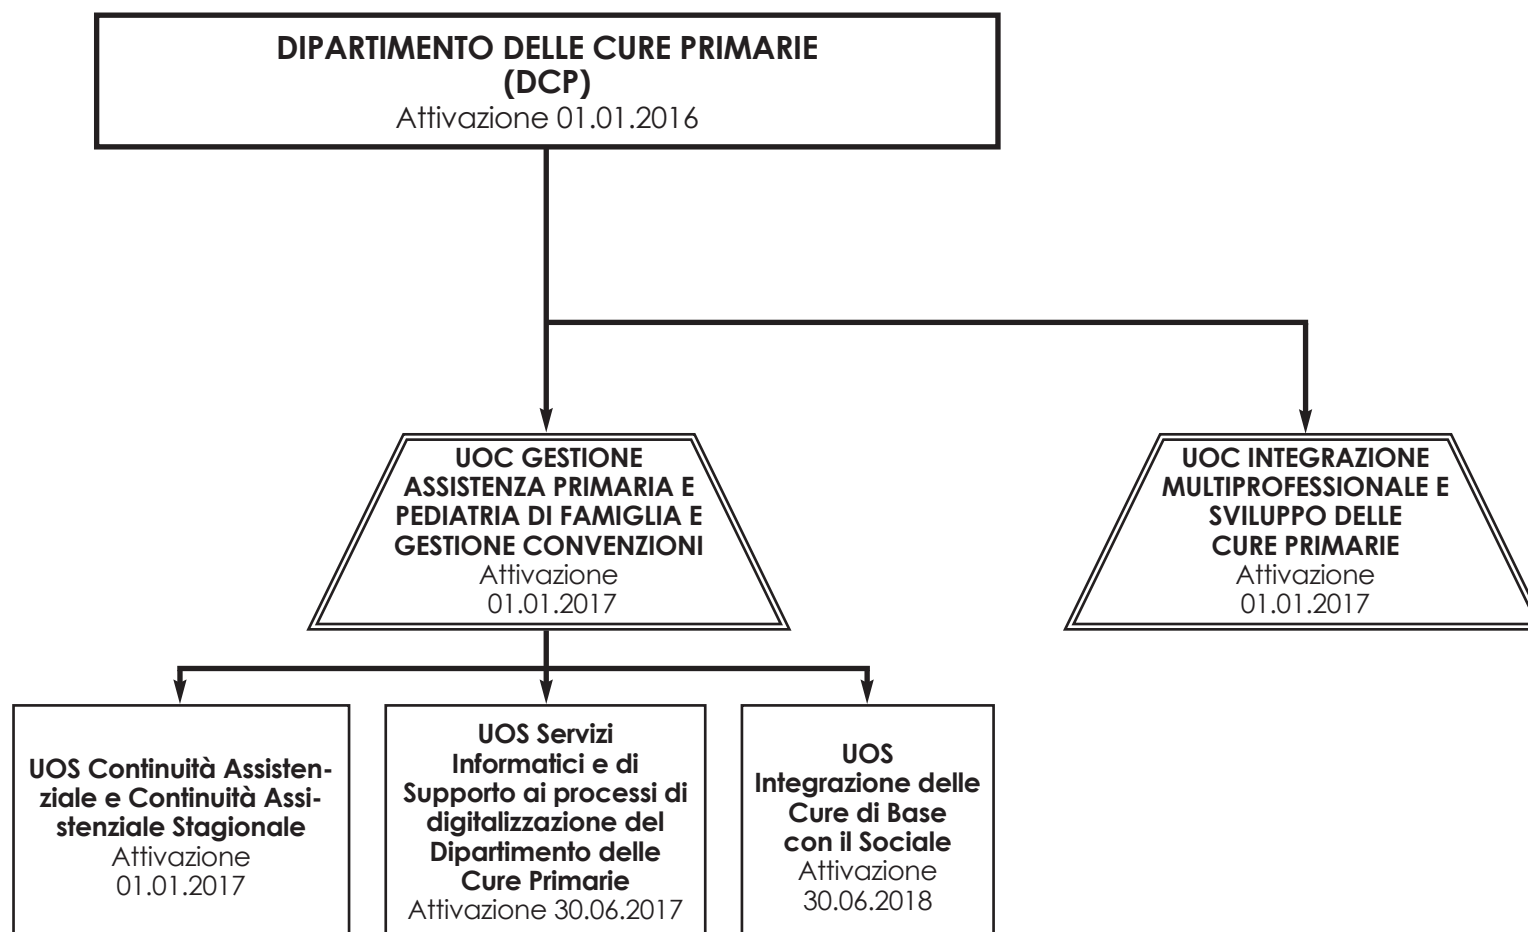 DIPARTIMENTO DELLE CURE PRIMARIE
(DCP)
Attivazione 01.01.2016
UOC GESTIONE
ASSISTENZA PRIMARIA E
PEDIATRIA DI FAMIGLIA E
GESTIONE CONVENZIONI
Attivazione
01.01.2017
UOC INTEGRAZIONE
MULTIPROFESSIONALE E
SVILUPPO DELLE
CURE PRIMARIE
Attivazione
01.01.2017
UOS Continuità Assisten-
ziale e Continuità Assi-
stenziale Stagionale
Attivazione
01.01.2017
UOS Servizi
Informatici e di
Supporto ai processi di
digitalizzazione del
Dipartimento delle
Cure Primarie
Attivazione 30.06.2017
UOS
Integrazione delle
Cure di Base
con il Sociale
Attivazione
30.06.2018